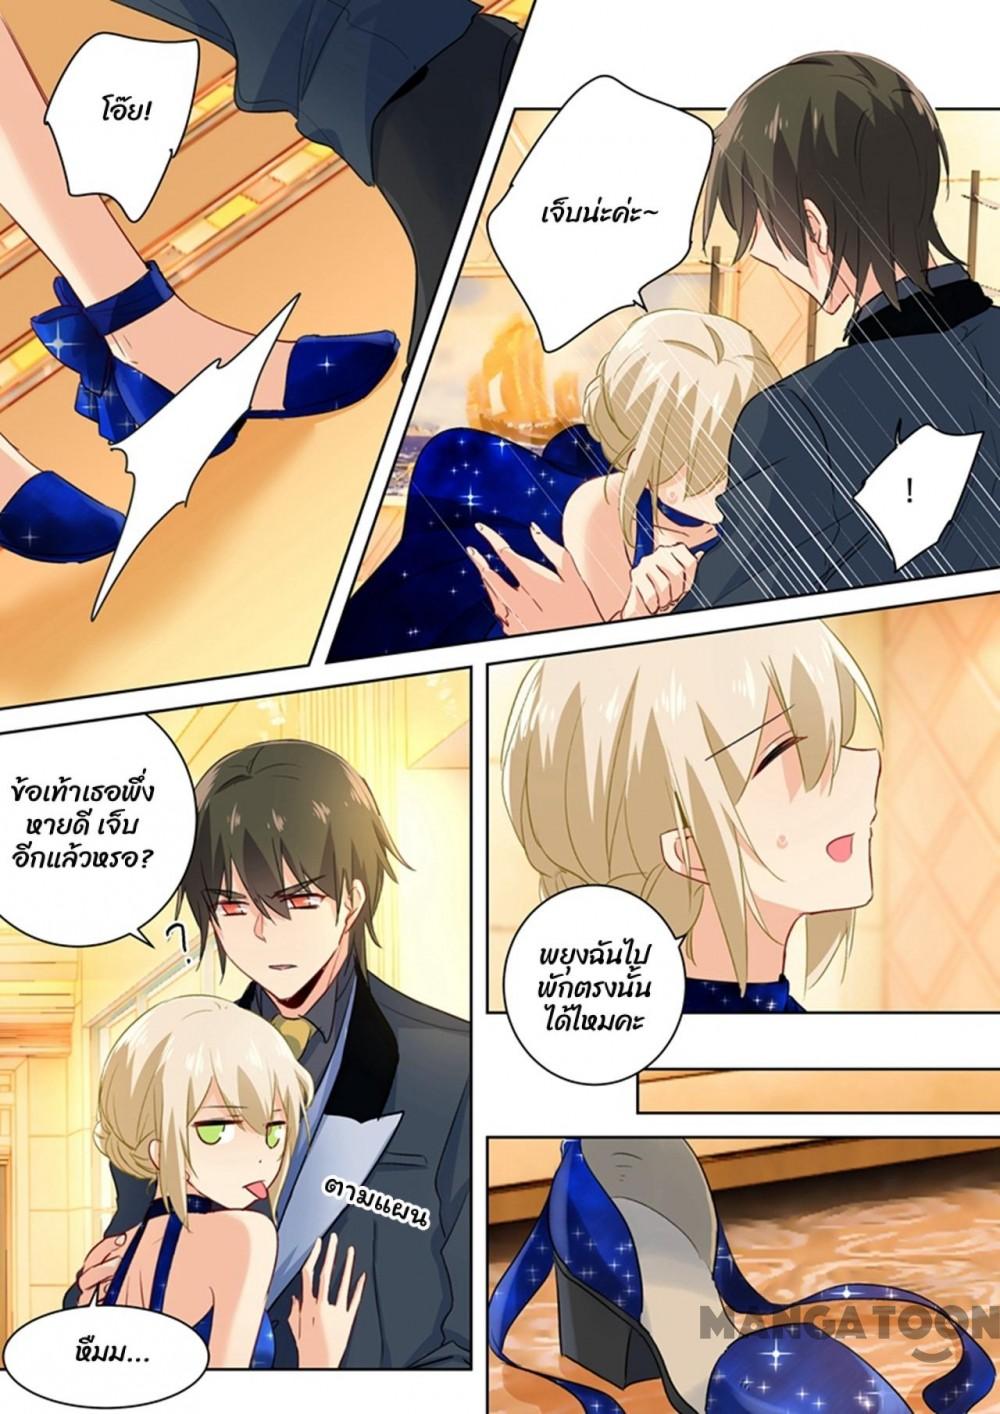 โอ๊ย!
เจ็บน่ะค่ะ~
!
ข้อเท้าเธอพึ่ง
หายดี เจ็บ
อีกแล้วหรอ?
?
พยุงฉันไป
พักตรงนั้น
ได้ไหมคะ
ตามแผน
หึมม...
MANGATOON